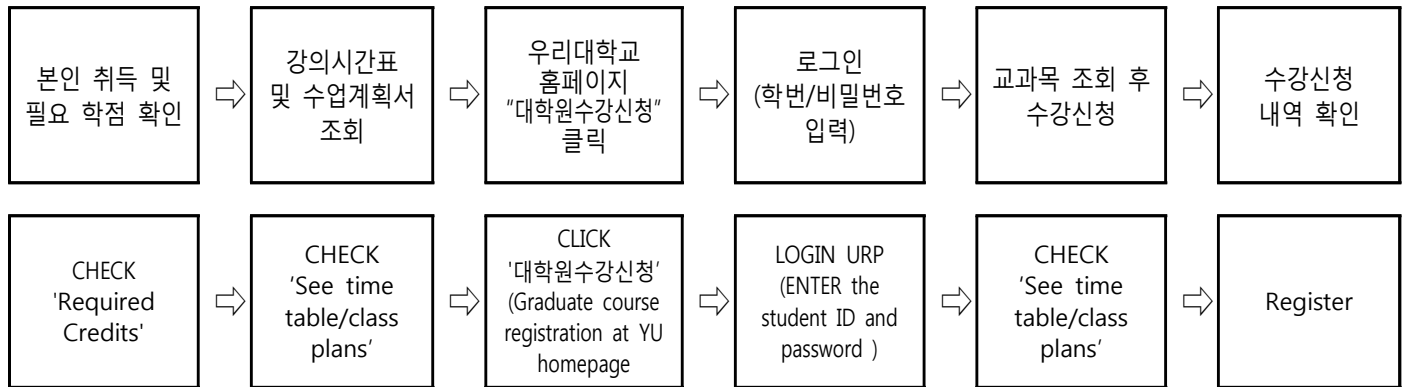 본인 취득 및
필요 학점 확인
⇨
강의시간표
및 수업계획서
조회
⇨
우리대학교
홈페이지
"대학원수강신청"
클릭
⇨
로그인
(학번/비밀번호
입력)
⇨
교과목 조회 후
수강신청
⇨
수강신청
내역 확인
CHECK
'Required
Credits'
⇨
CHECK
‘See time
table/class
plans’
⇨
CLICK
'대학원수강신청’
(Graduate course
registration at YU
homepage
⇨
LOGIN URP
(ENTER the
student ID and
password )
⇨
CHECK
‘See time
table/class
plans’
⇨
Register